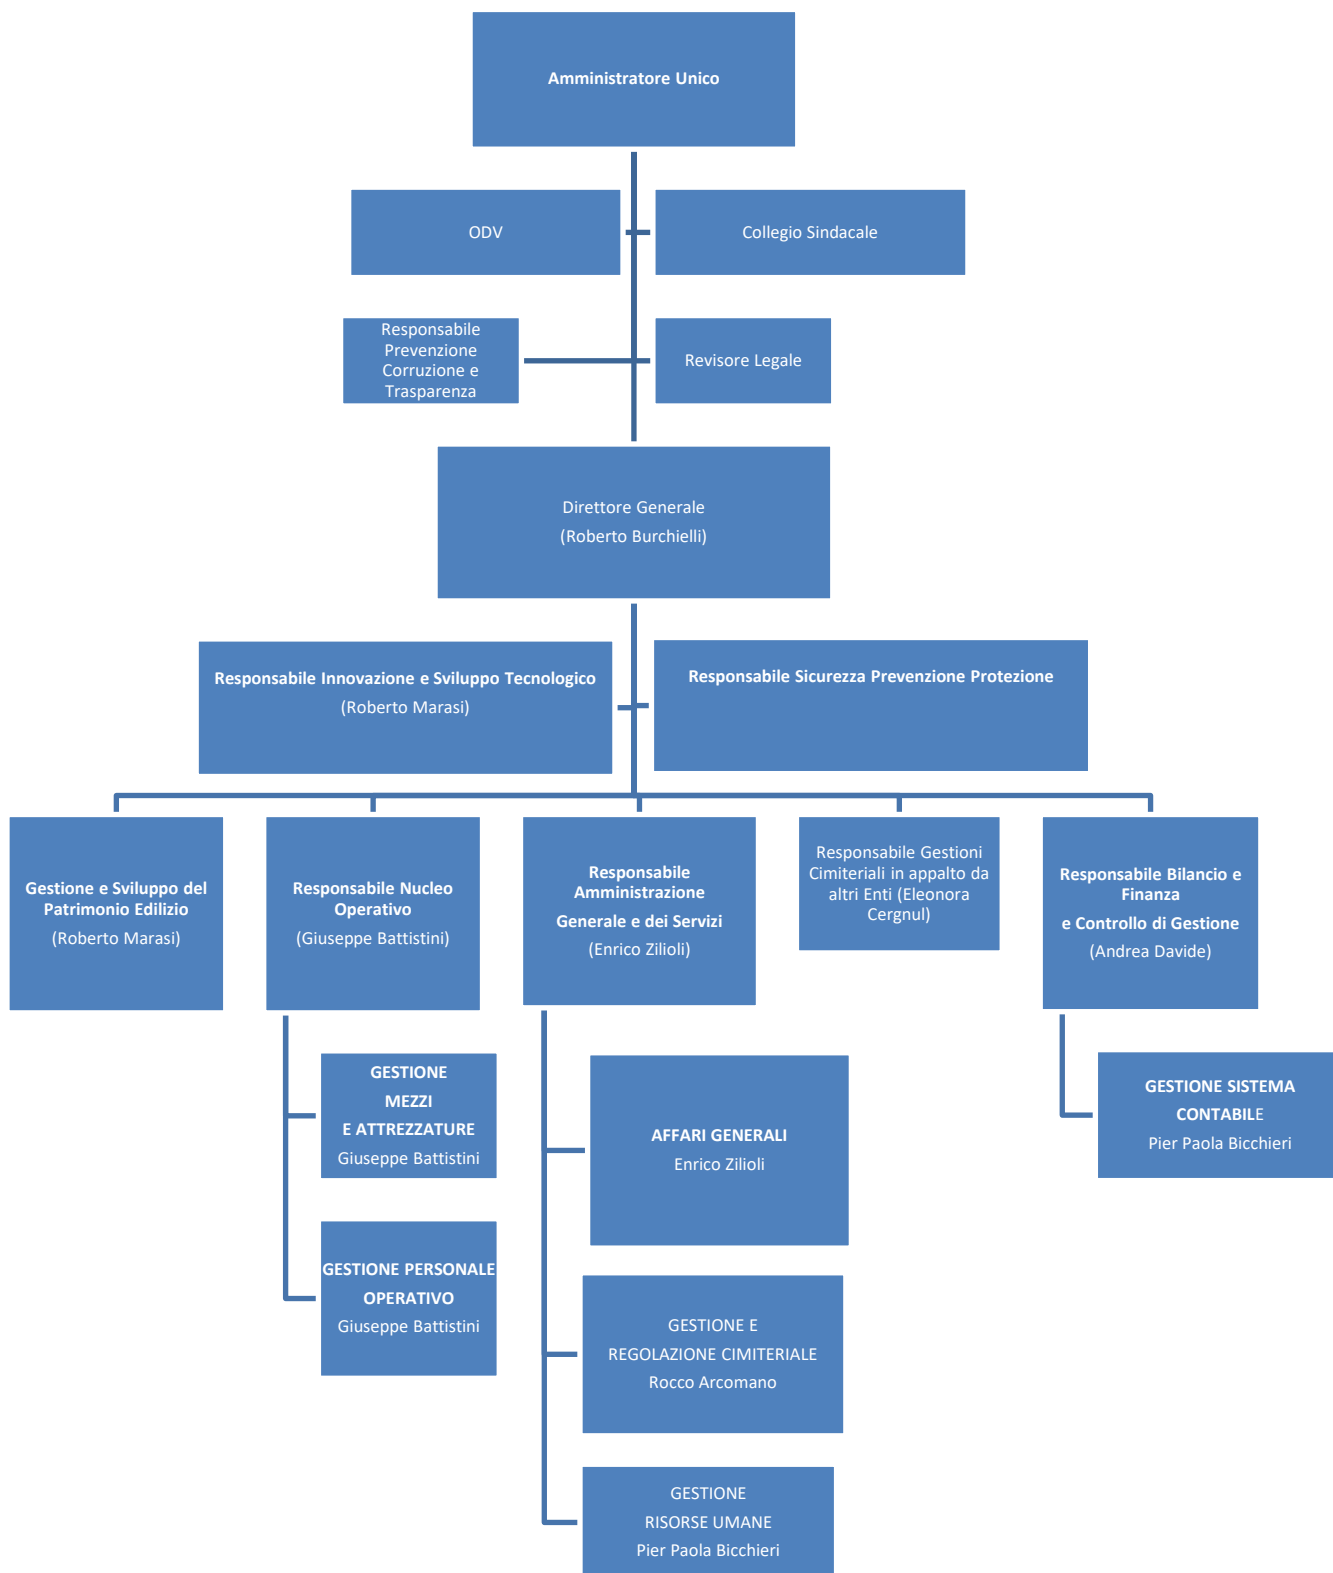 Amministratore Unico
ODV
Collegio Sindacale
Responsabile
Prevenzione
Corruzione e
Trasparenza
Revisore Legale
Direttore Generale
(Roberto Burchielli)
Responsabile Innovazione e Sviluppo Tecnologico
(Roberto Marasi)
Responsabile Sicurezza Prevenzione Protezione
Gestione e Sviluppo del
Patrimonio Edilizio
(Roberto Marasi)
Responsabile Nucleo
Operativo
(Giuseppe Battistini)
Responsabile
Amministrazione
Generale e dei Servizi
(Enrico Zilioli)
Responsabile Gestioni
Cimiteriali in appalto da
altri Enti (Eleonora
Cergnul)
Responsabile Bilancio e
Finanza
e Controllo di Gestione
(Andrea Davide)
GESTIONE
MEZZI
E ATTREZZATURE
Giuseppe Battistini
GESTIONE PERSONALE
OPERATIVO
Giuseppe Battistini
AFFARI GENERALI
Enrico Zilioli
GESTIONE E
REGOLAZIONE CIMITERIALE
Rocco Arcomano
GESTIONE
RISORSE UMANE
Pier Paola Bicchieri
GESTIONE SISTEMA
CONTABILE
Pier Paola Bicchieri